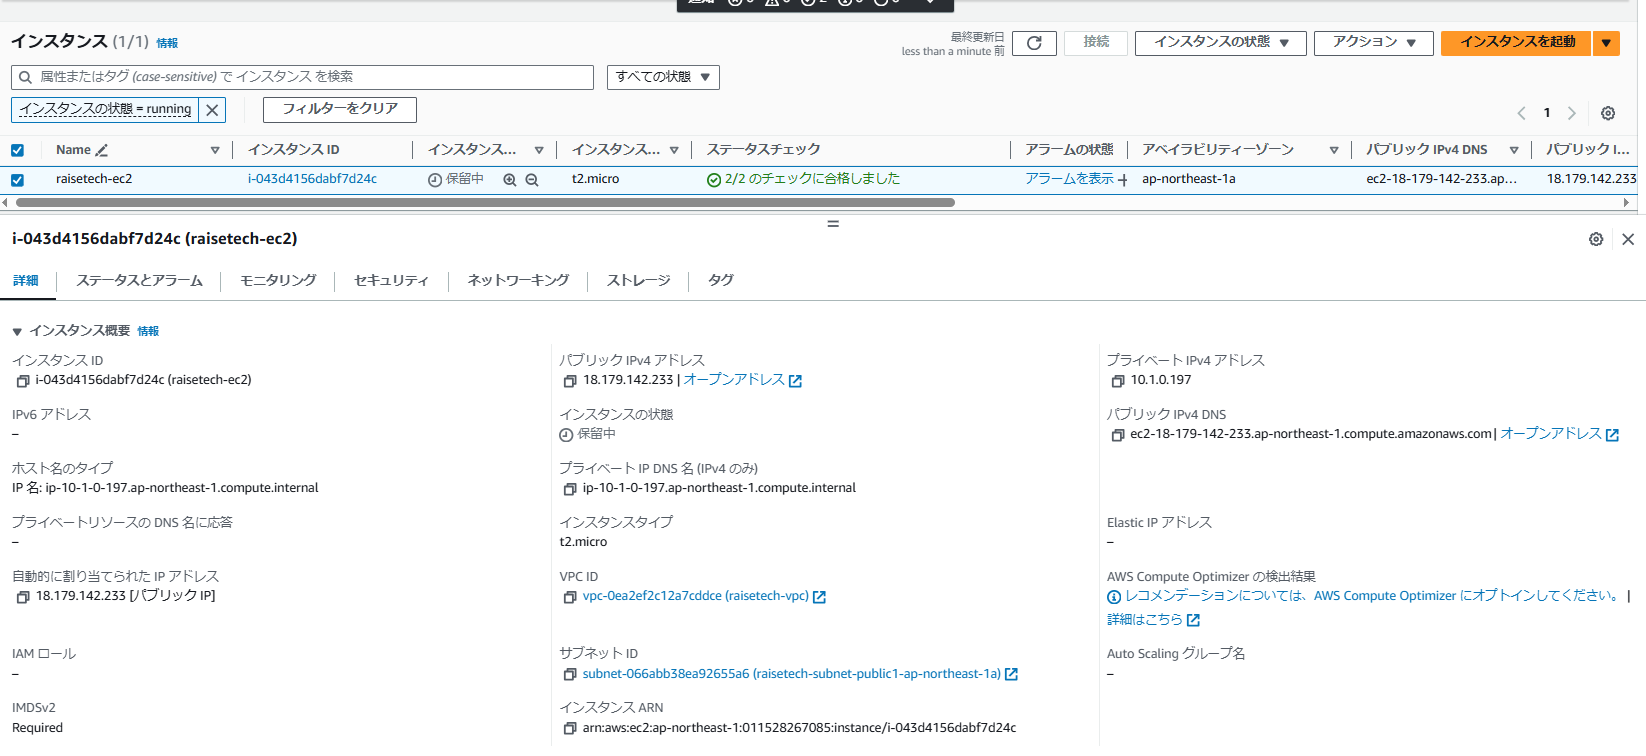 インスタンス (1/1) 情報
最終更新日
less than a minute 前
接続
インスタンスの状態
アクション
インスタンスを起動
属性またはタグ (case-sensitive) で インスタンス を検索
すべての状態
インスタンスの状態 = running
フィルターをクリア
1
Name インスタンス ID インスタンス... インスタンス... ステータスチェック アラームの状態 アベイラビリティーゾーン パブリック IPv4 DNS パブリック I...
raisetech-ec2 i-043d4156dabf7d24c 保留中 t2.micro 2/2 のチェックに合格しました アラームを表示 ap-northeast-1a ec2-18-179-142-233.ap... 18.179.142.233
i-043d4156dabf7d24c (raisetech-ec2)
詳細 ステータスとアラーム モニタリング セキュリティ ネットワーキング ストレージ タグ
インスタンス概要 情報
インスタンス ID
i-043d4156dabf7d24c (raisetech-ec2)
パブリック IPv4 アドレス
18.179.142.233 | オープンアドレス
プライベート IPv4 アドレス
10.1.0.197
IPv6 アドレス
–
インスタンスの状態
保留中
パブリック IPv4 DNS
ec2-18-179-142-233.ap-northeast-1.compute.amazonaws.com | オープンアドレス
ホスト名のタイプ
IP 名: ip-10-1-0-197.ap-northeast-1.compute.internal
プライベート IP DNS 名 (IPv4 のみ)
ip-10-1-0-197.ap-northeast-1.compute.internal
プライベートリソースの DNS 名に応答
–
インスタンスタイプ
t2.micro
Elastic IP アドレス
–
自動的に割り当てられた IP アドレス
18.179.142.233 [パブリック IP]
VPC ID
vpc-0ea2ef2c12a7cddce (raisetech-vpc)
AWS Compute Optimizer の検出結果
レコメンデーションについては、AWS Compute Optimizer にオプトインしてください。 |
詳細はこちら
IAM ロール
–
サブネット ID
subnet-066abb38ea92655a6 (raisetech-subnet-public1-ap-northeast-1a)
Auto Scaling グループ名
–
IMDSv2
Required
インスタンス ARN
arn:aws:ec2:ap-northeast-1:011528267085:instance/i-043d4156dabf7d24c